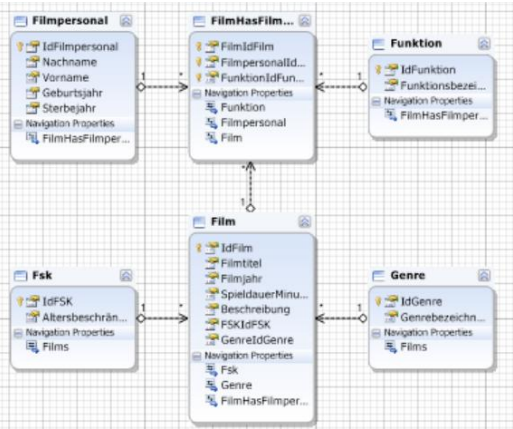 Filmpersonal
IdFilmpersonal
Nachname
Vorname
Geburtsjahr
Sterbejahr
Navigation Properties
FilmHasFilmper...
1
*
FilmHasFilm...
FilmIdFilm
FilmpersonalId...
FunktionIdFun...
Navigation Properties
Funktion
Filmpersonal
Film
*
1
Funktion
IdFunktion
Funktionsbezei...
Navigation Properties
FilmHasFilmper...
*
1
Fsk
IdFSK
Altersbeschrän...
Navigation Properties
Films
1
*
Film
IdFilm
Filmtitel
Filmjahr
SpieldauerMinu...
Beschreibung
FSKIdFSK
GenreIdGenre
Navigation Properties
Fsk
Genre
FilmHasFilmper...
*
1
Genre
IdGenre
Genrebezeichn...
Navigation Properties
Films